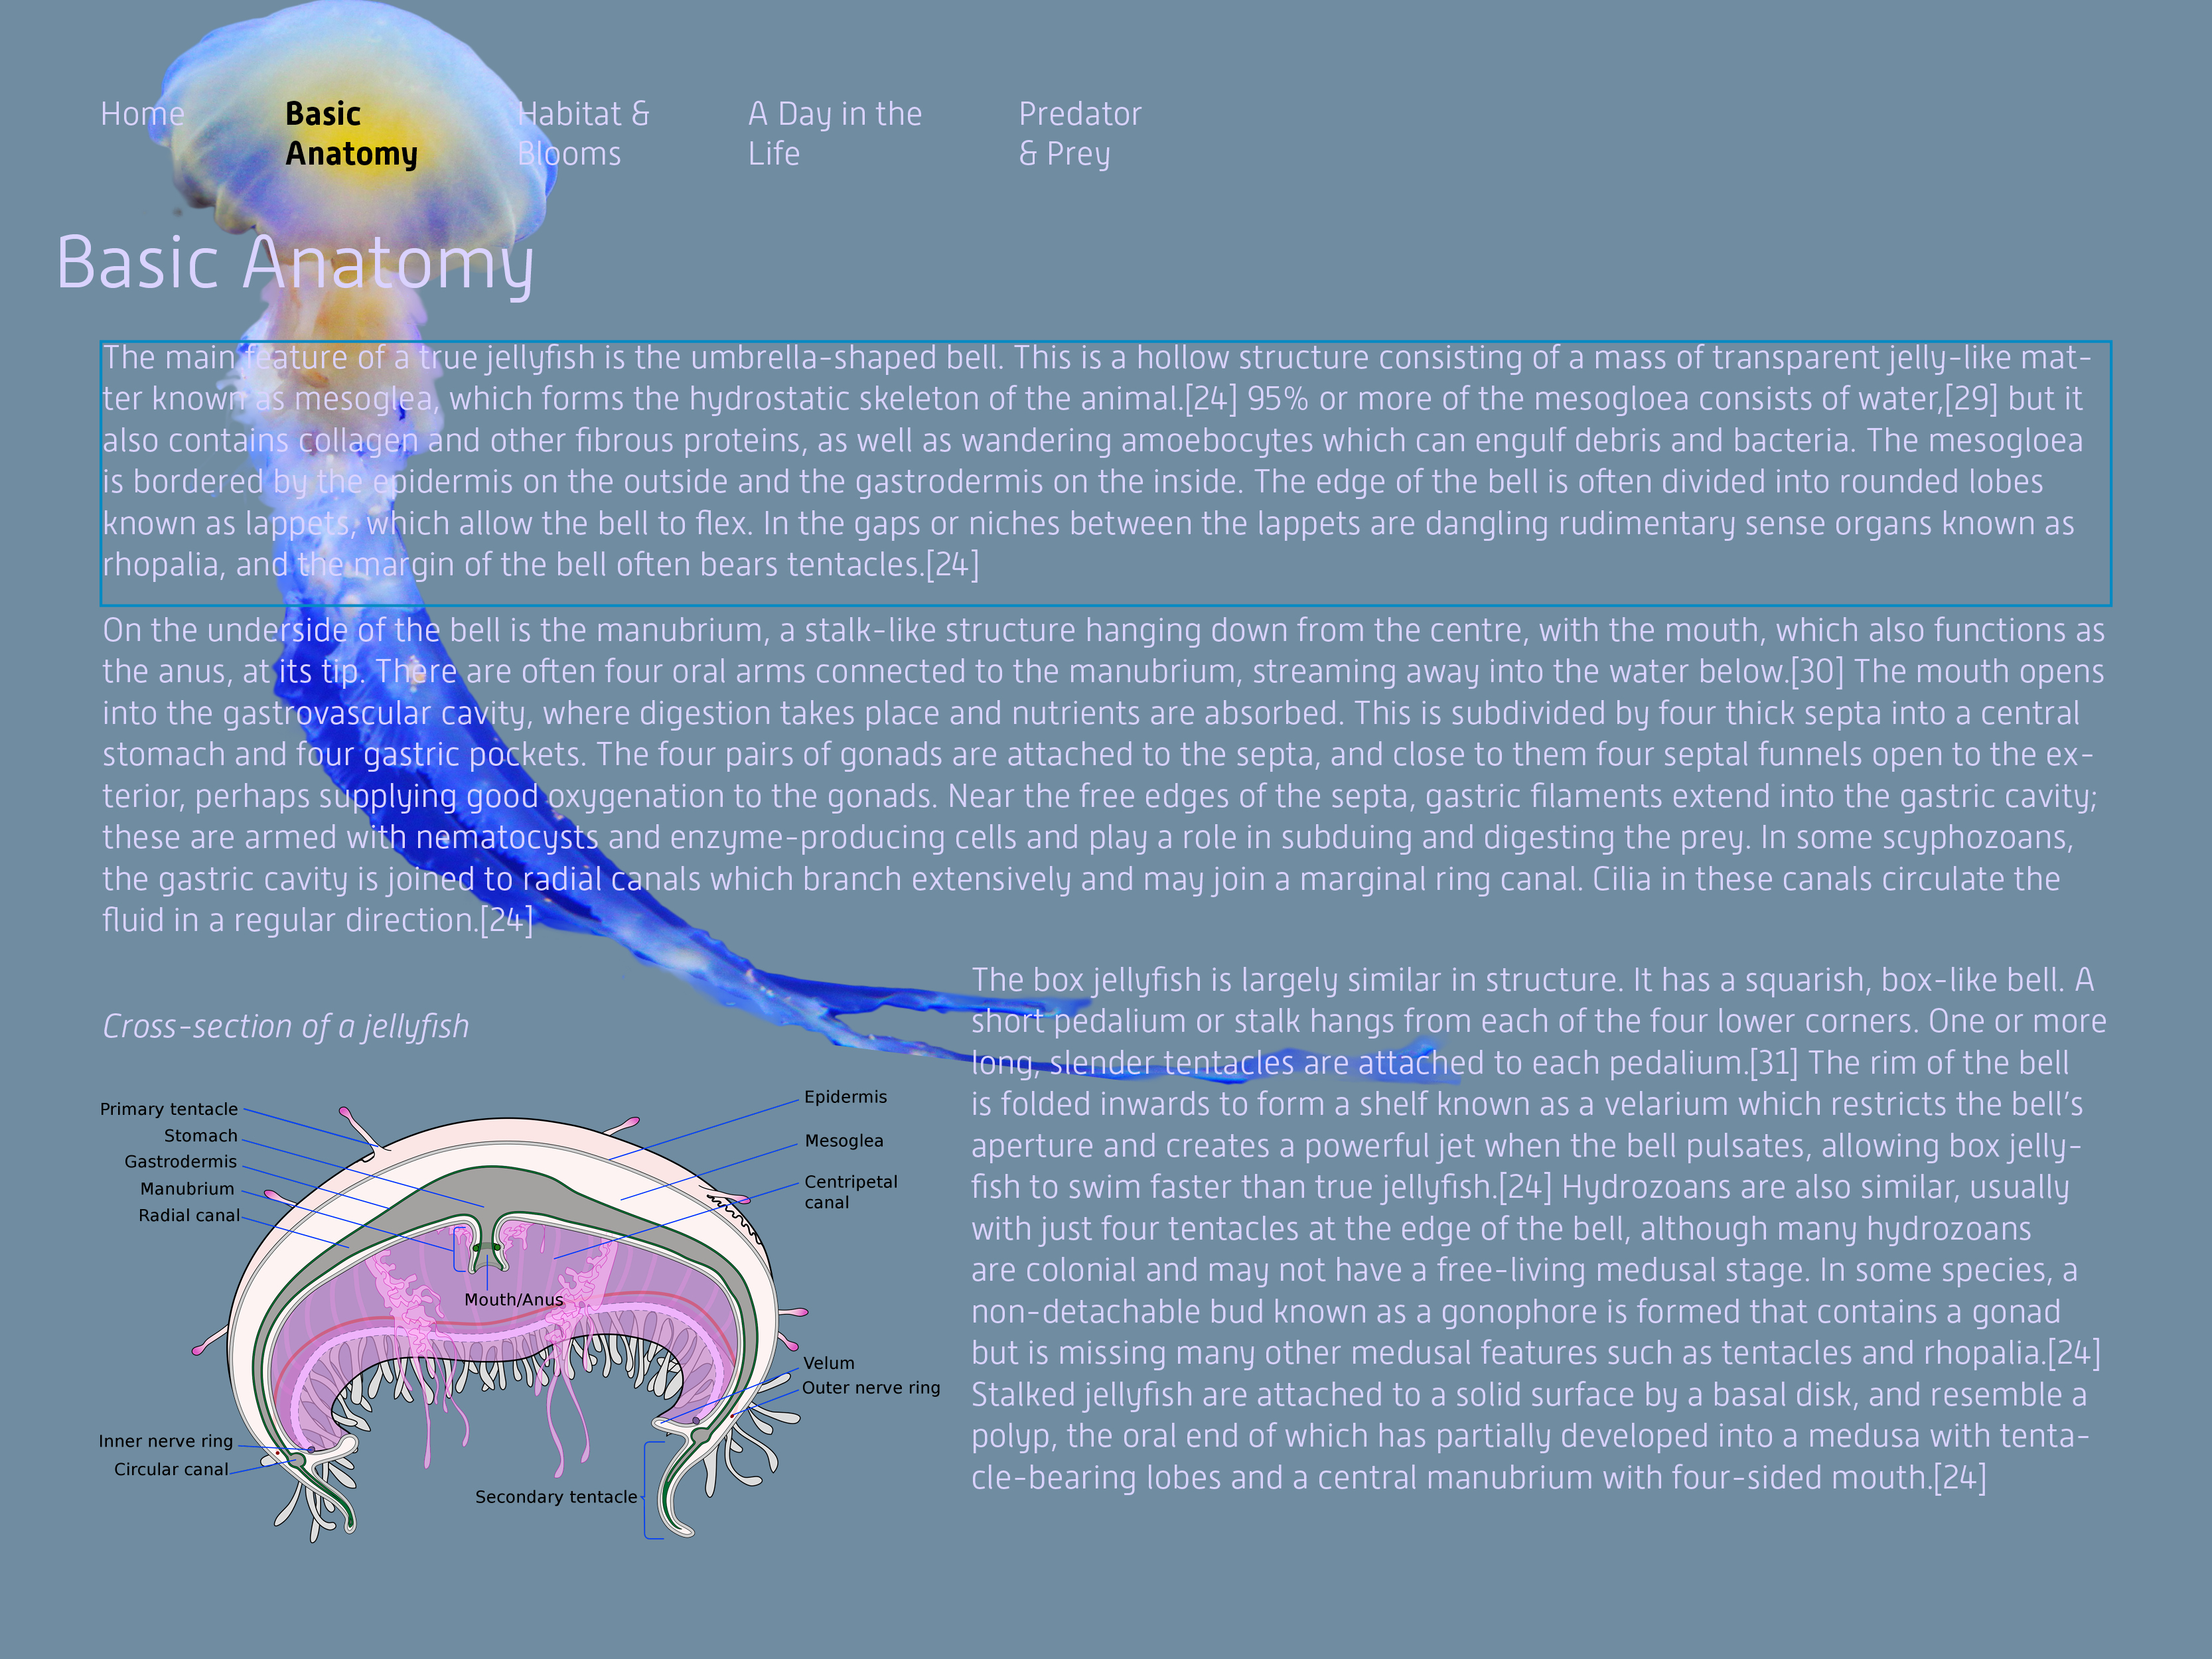 Home
Basic
Anatomy
Habitat &
Blooms
A Day in the
Life
Predator
& Prey
Basic Anatomy
The main feature of a true jellyfish is the umbrella-shaped bell. This is a hollow structure consisting of a mass of transparent jelly-like mat-
ter known as mesoglea, which forms the hydrostatic skeleton of the animal.[24] 95% or more of the mesogloea consists of water,[29] but it
also contains collagen and other fibrous proteins, as well as wandering amoebocytes which can engulf debris and bacteria. The mesogloea
is bordered by the epidermis on the outside and the gastrodermis on the inside. The edge of the bell is often divided into rounded lobes
known as lappets, which allow the bell to flex. In the gaps or niches between the lappets are dangling rudimentary sense organs known as
rhopalia, and the margin of the bell often bears tentacles.[24]
On the underside of the bell is the manubrium, a stalk-like structure hanging down from the centre, with the mouth, which also functions as
the anus, at its tip. There are often four oral arms connected to the manubrium, streaming away into the water below.[30] The mouth opens
into the gastrovascular cavity, where digestion takes place and nutrients are absorbed. This is subdivided by four thick septa into a central
stomach and four gastric pockets. The four pairs of gonads are attached to the septa, and close to them four septal funnels open to the ex-
terior, perhaps supplying good oxygenation to the gonads. Near the free edges of the septa, gastric filaments extend into the gastric cavity;
these are armed with nematocysts and enzyme-producing cells and play a role in subduing and digesting the prey. In some scyphozoans,
the gastric cavity is joined to radial canals which branch extensively and may join a marginal ring canal. Cilia in these canals circulate the
fluid in a regular direction.[24]
Cross-section of a jellyfish
Primary tentacle
Stomach
Gastrodermis
Manubrium
Radial canal
Epidermis
Mesoglea
Centripetal
canal
Mouth/Anus
Velum
Outer nerve ring
Inner nerve ring
Circular canal
Secondary tentacle
The box jellyfish is largely similar in structure. It has a squarish, box-like bell. A
short pedalium or stalk hangs from each of the four lower corners. One or more
long, slender tentacles are attached to each pedalium.[31] The rim of the bell
is folded inwards to form a shelf known as a velarium which restricts the bell’s
aperture and creates a powerful jet when the bell pulsates, allowing box jelly-
fish to swim faster than true jellyfish.[24] Hydrozoans are also similar, usually
with just four tentacles at the edge of the bell, although many hydrozoans
are colonial and may not have a free-living medusal stage. In some species, a
non-detachable bud known as a gonophore is formed that contains a gonad
but is missing many other medusal features such as tentacles and rhopalia.[24]
Stalked jellyfish are attached to a solid surface by a basal disk, and resemble a
polyp, the oral end of which has partially developed into a medusa with tenta-
cle-bearing lobes and a central manubrium with four-sided mouth.[24]